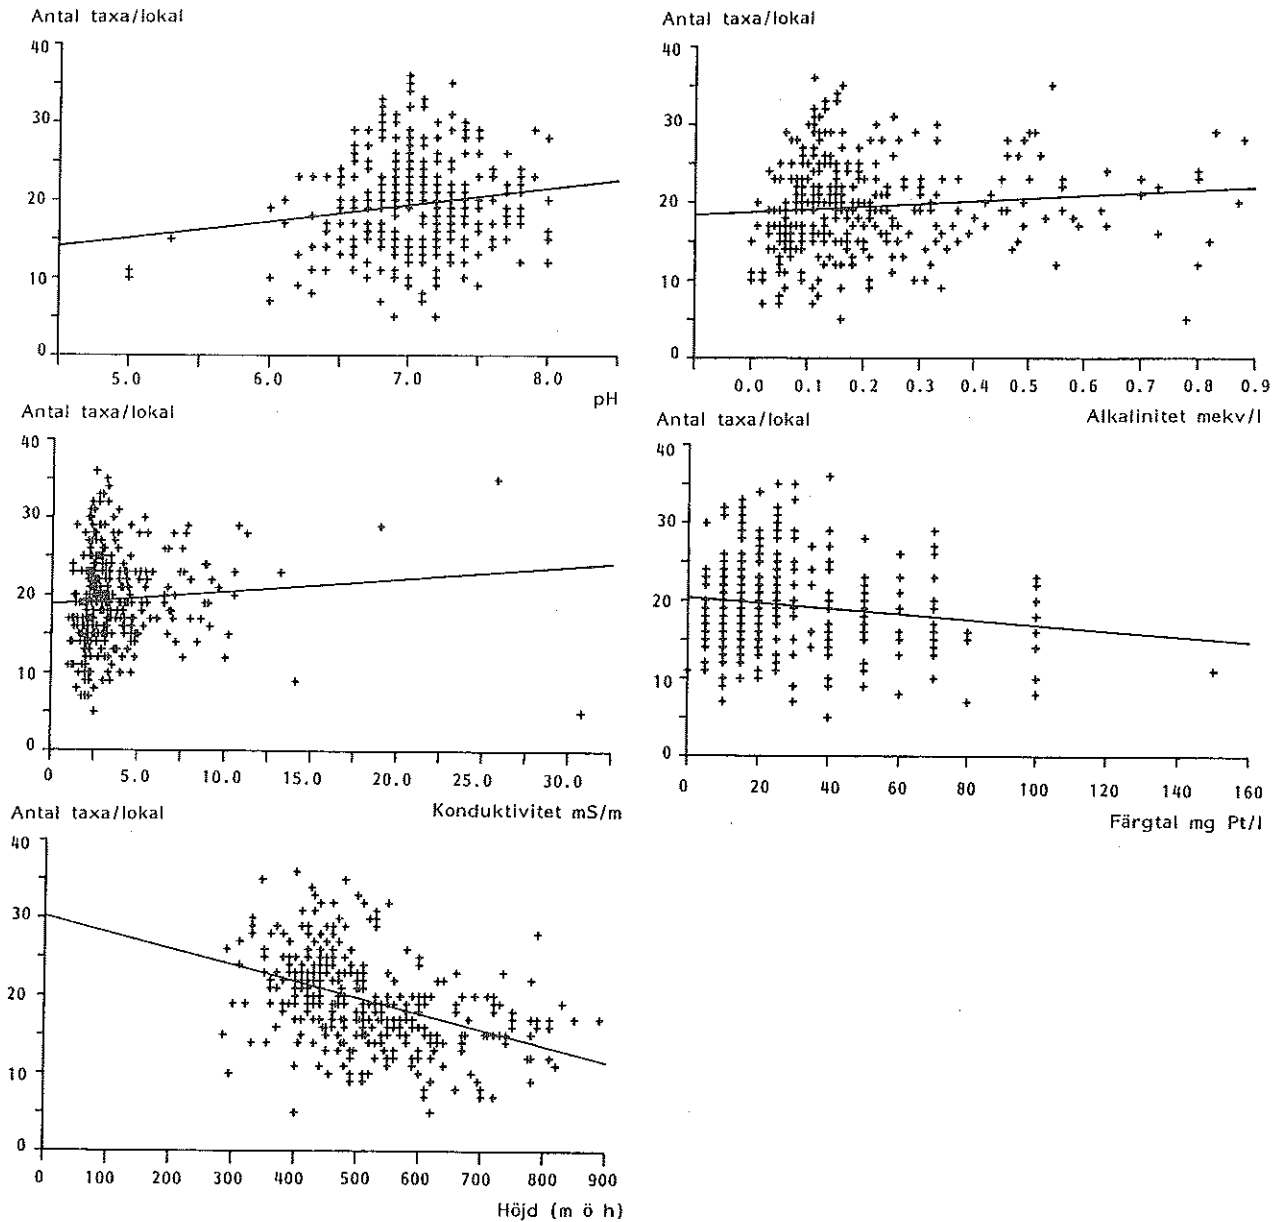 Antal taxa/lokal
40
30
20
10
0
5.0 6.0 7.0 8.0
pH
Antal taxa/lokal
40
30
20
10
0
0.0 0.1 0.2 0.3 0.4 0.5 0.6 0.7 0.8 0.9
Alkalinitet mekv/l
Antal taxa/lokal
40
30
20
10
0
5.0 10.0 15.0 20.0 25.0 30.0
Konduktivitet mS/m
Antal taxa/lokal
40
30
20
10
0
0 20 40 60 80 100 120 140 160
Färgtal mg Pt/l
Antal taxa/lokal
40
30
20
10
0
0 100 200 300 400 500 600 700 800 900
Höjd (m ö h)